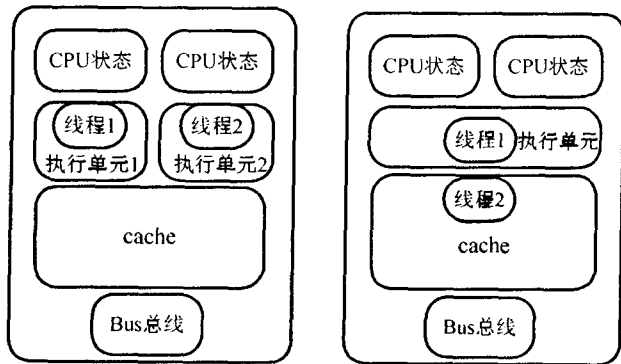 CPU状态 CPU状态
线程1 线程2
执行单元1 执行单元2
cache
Bus总线
CPU状态 CPU状态
线程1 执行单元
线程2
cache
Bus总线